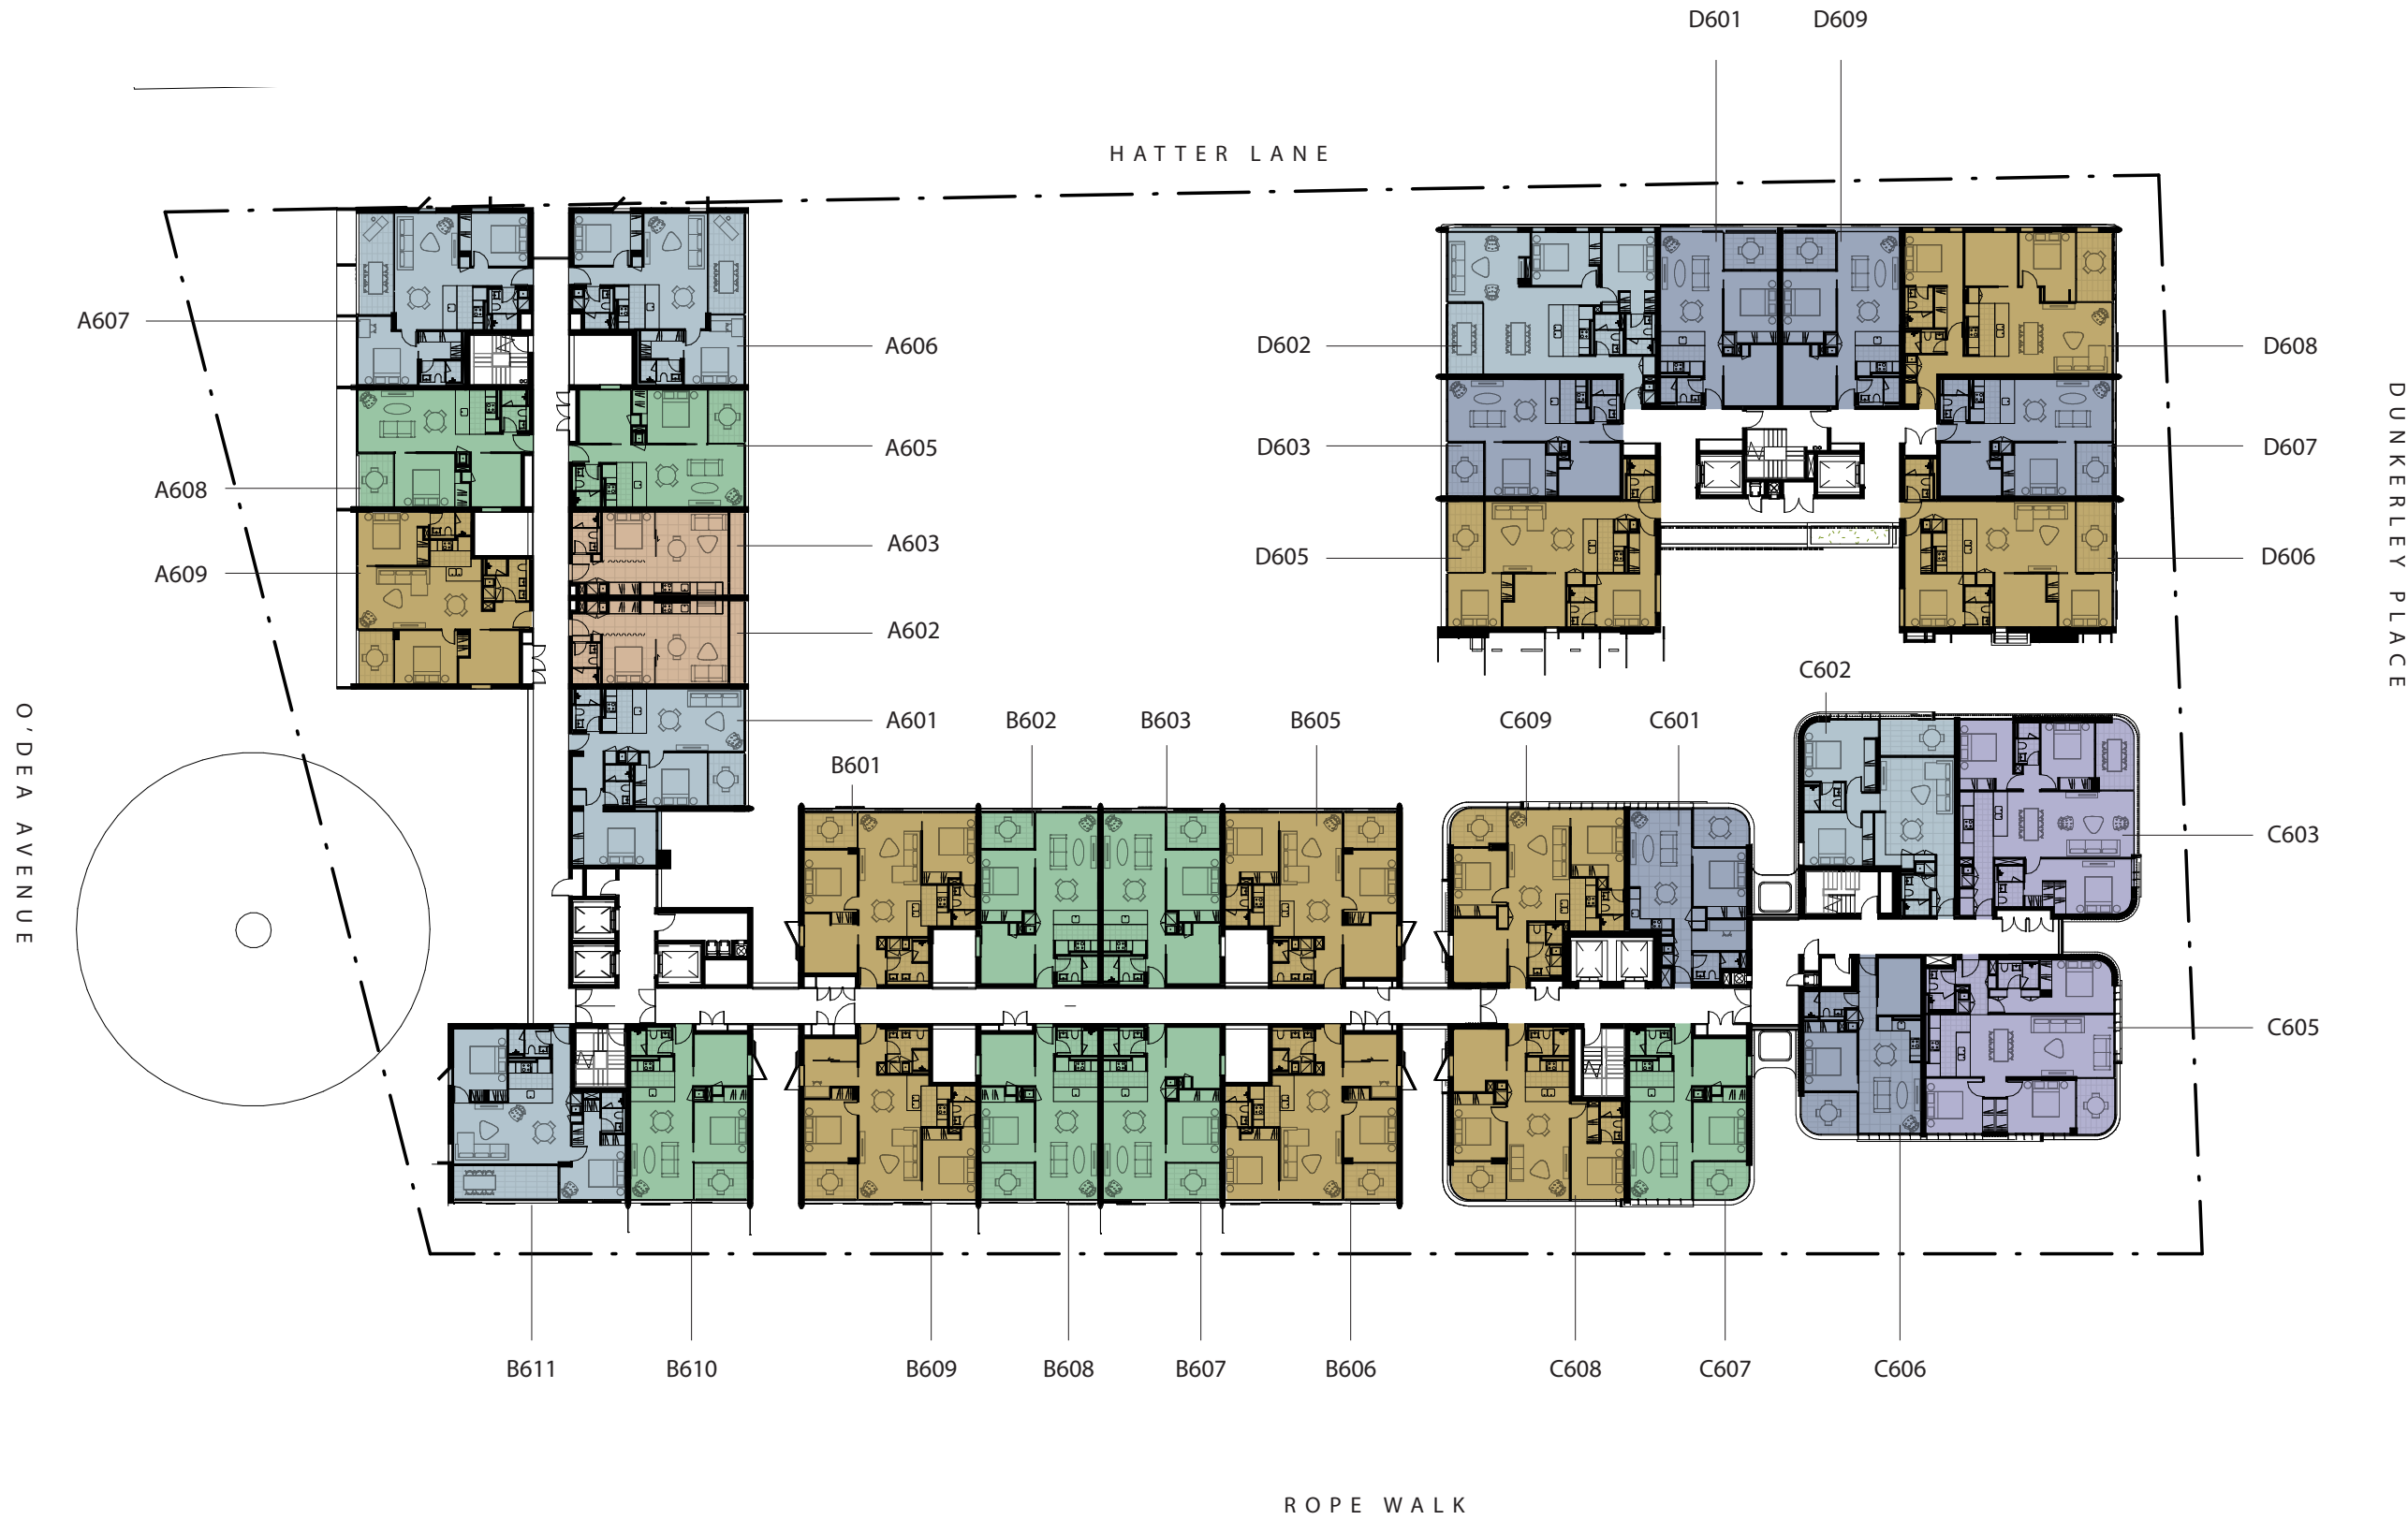 D601 D609
HATTER LANE
A607
A606
D602
D608
A605
D603
D607
A608
A603
D605
D606
A609
A602
DUNKERLEY PLACE
C602
A601
B602
B603
B605
C609
C601
B601
O'DEA AVENUE
C603
C605
B611
B610
B609
B608
B607
B606
C608
C607
C606
ROPE WALK